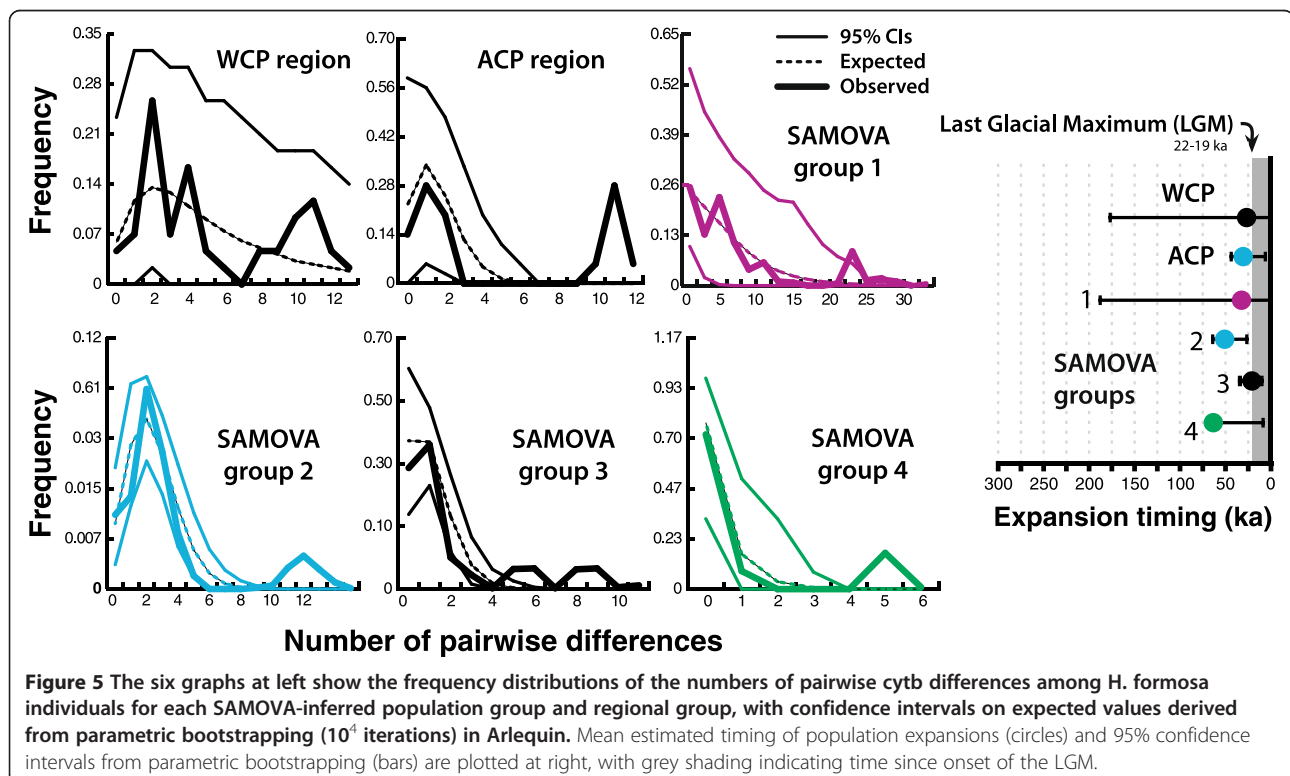 0.35
0.28
0.21
0.14
0.07
0
0 2 4 6 8 10 12
WCP region
0.70
0.56
0.42
0.28
0.14
0
0 2 4 6 8 10 12
ACP region
0.65
0.52
0.39
0.26
0.13
0
0 5 10 15 20 25 30
95% CIs
Expected
Observed
SAMOVA
group 1
Frequency
0.12
0.61
0.03
0.015
0.007
0
0 2 4 6 8 10 12
SAMOVA
group 2
0.70
0.50
0.30
0.10
0
0 2 4 6 8 10
SAMOVA
group 3
1.17
0.93
0.70
0.47
0.23
0
0 1 2 3 4 5 6
SAMOVA
group 4
Frequency
Number of pairwise differences
Last Glacial Maximum (LGM)
22-19 ka
WCP
ACP
1
2
3
4
SAMOVA
groups
300 250 200 150 100 50 0
Expansion timing (ka)
Figure 5 The six graphs at left show the frequency distributions of the numbers of pairwise cytb differences among H. formosa
individuals for each SAMOVA-inferred population group and regional group, with confidence intervals on expected values derived
from parametric bootstrapping (10⁴ iterations) in Arlequin. Mean estimated timing of population expansions (circles) and 95% confidence
intervals from parametric bootstrapping (bars) are plotted at right, with grey shading indicating time since onset of the LGM.